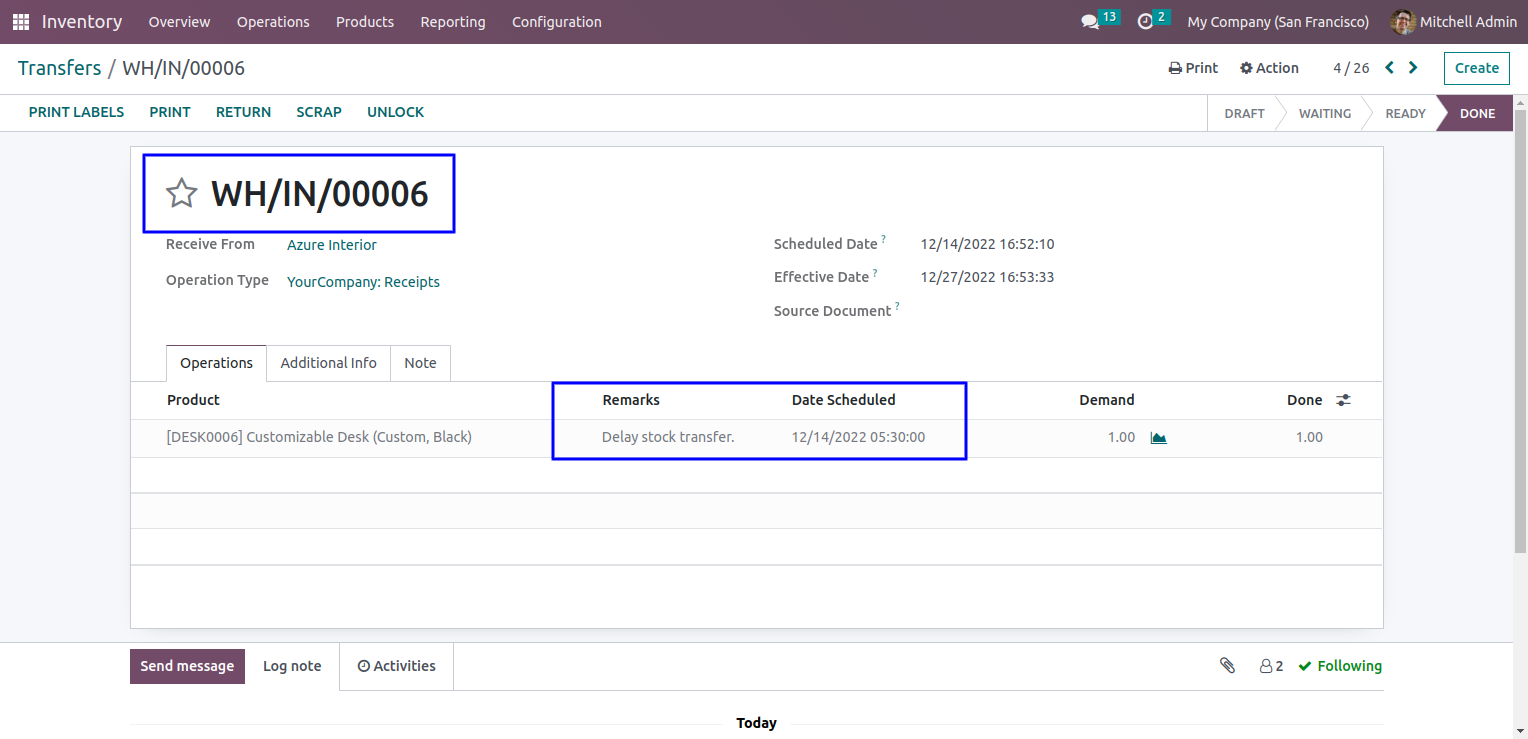 Inventory Overview Operations Products Reporting Configuration 13 2 My Company (San Francisco) Mitchell Admin
Transfers / WH/IN/00006 Print Action 4 / 26 Create
PRINT LABELS PRINT RETURN SCRAP UNLOCK DRAFT WAITING READY DONE
WH/IN/00006
Receive From Azure Interior Scheduled Date ? 12/14/2022 16:52:10
Operation Type YourCompany: Receipts Effective Date ? 12/27/2022 16:53:33
Source Document ?
Operations Additional Info Note
Product Remarks Date Scheduled Demand Done
[DESK0006] Customizable Desk (Custom, Black) Delay stock transfer. 12/14/2022 05:30:00 1.00 1.00
Send message Log note Activities 2 Following
Today